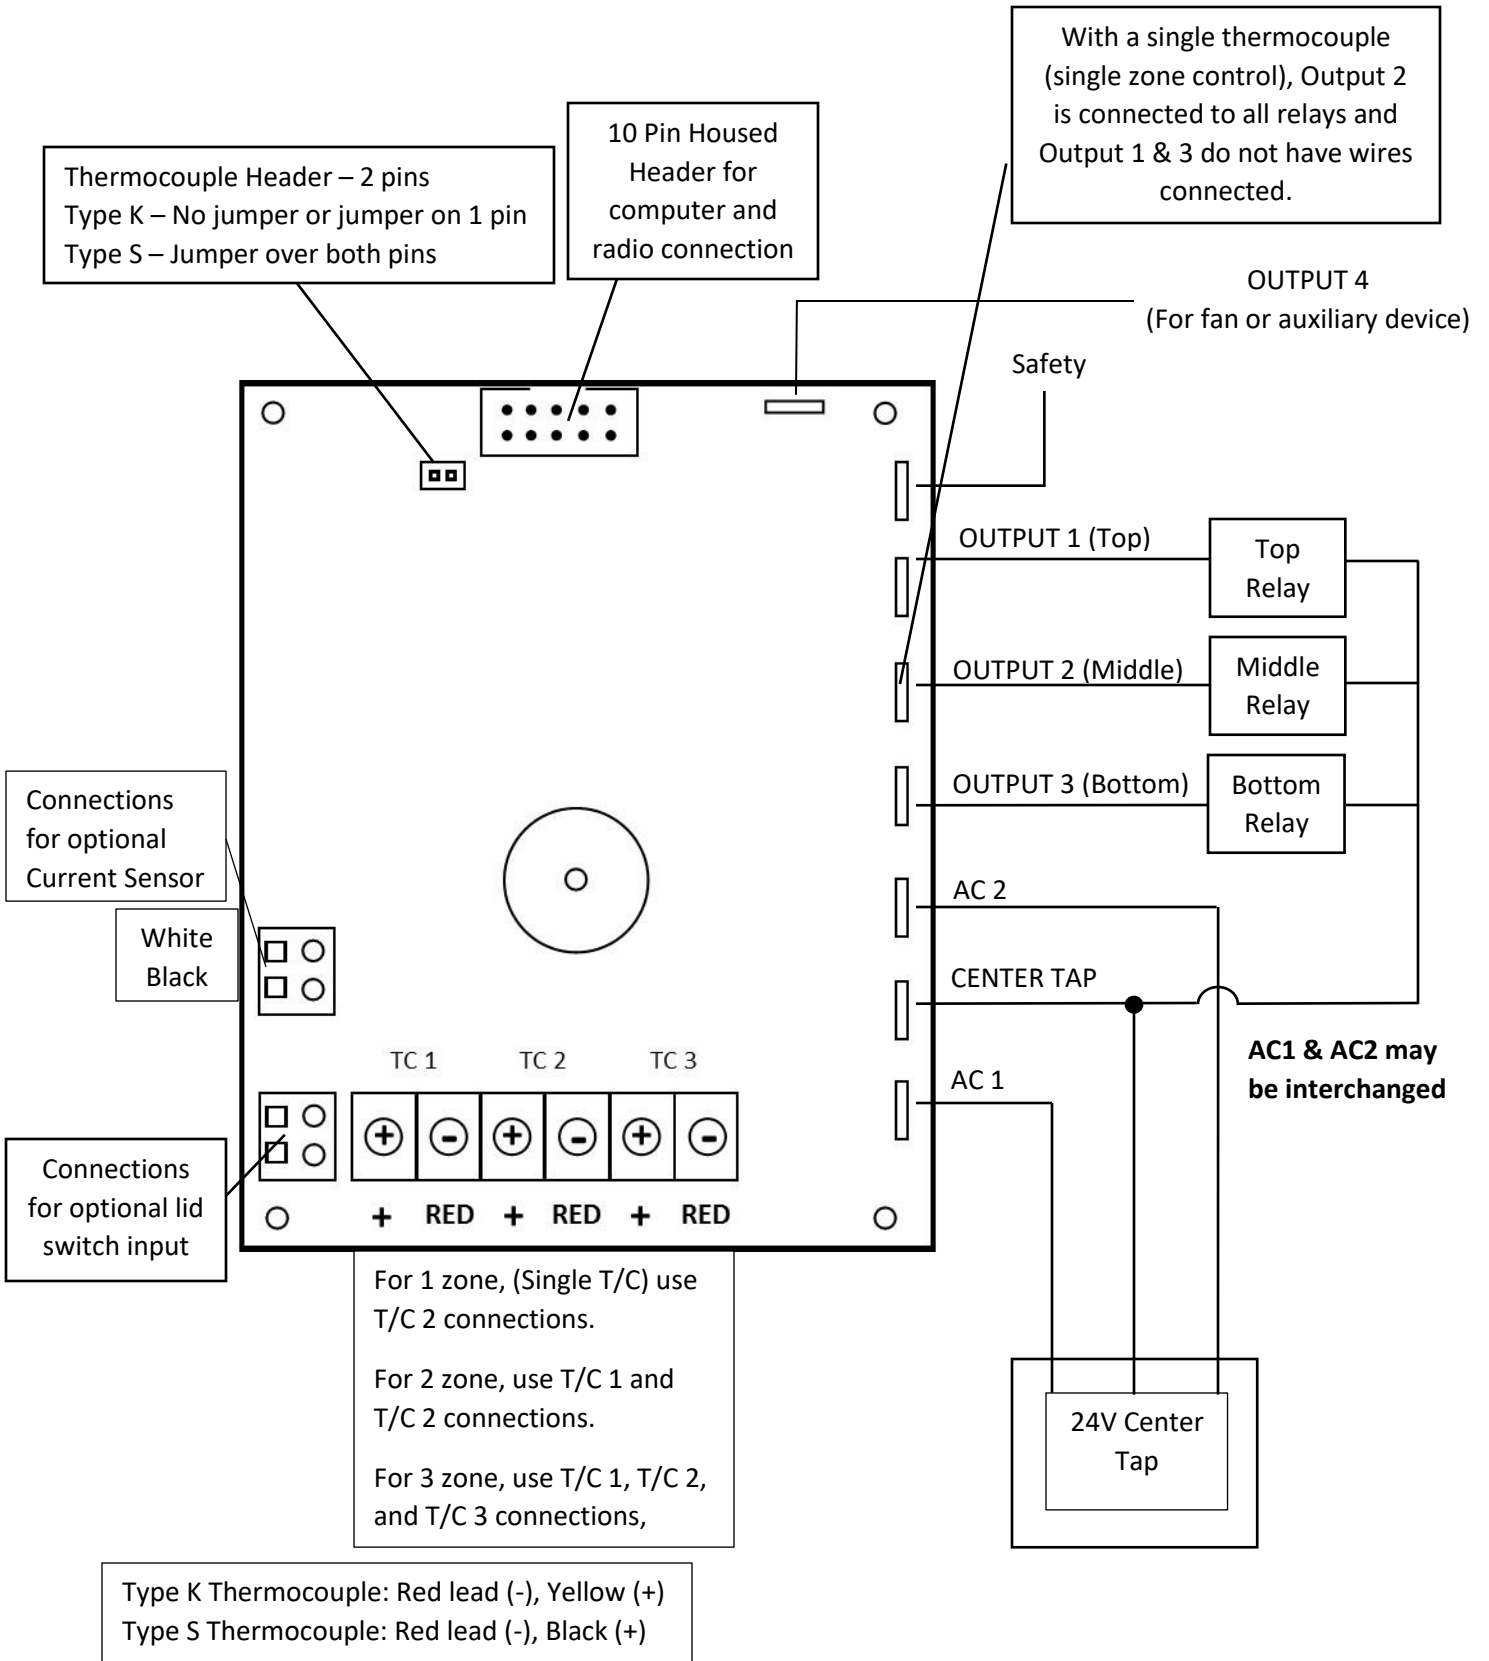 With a single thermocouple
(single zone control), Output 2
is connected to all relays and
Output 1 & 3 do not have wires
connected.
10 Pin Housed
Header for
computer and
radio connection
Thermocouple Header – 2 pins
Type K – No jumper or jumper on 1 pin
Type S – Jumper over both pins
OUTPUT 4
(For fan or auxiliary device)
Safety
OUTPUT 1 (Top)
Top
Relay
OUTPUT 2 (Middle)
Middle
Relay
OUTPUT 3 (Bottom)
Bottom
Relay
Connections
for optional
Current Sensor
White
Black
AC 2
CENTER TAP
AC1 & AC2 may
be interchanged
AC 1
TC 1 TC 2 TC 3
+ - + - + -
+ RED + RED + RED
Connections
for optional lid
switch input
For 1 zone, (Single T/C) use
T/C 2 connections.
For 2 zone, use T/C 1 and
T/C 2 connections.
For 3 zone, use T/C 1, T/C 2,
and T/C 3 connections,
24V Center
Tap
Type K Thermocouple: Red lead (-), Yellow (+)
Type S Thermocouple: Red lead (-), Black (+)